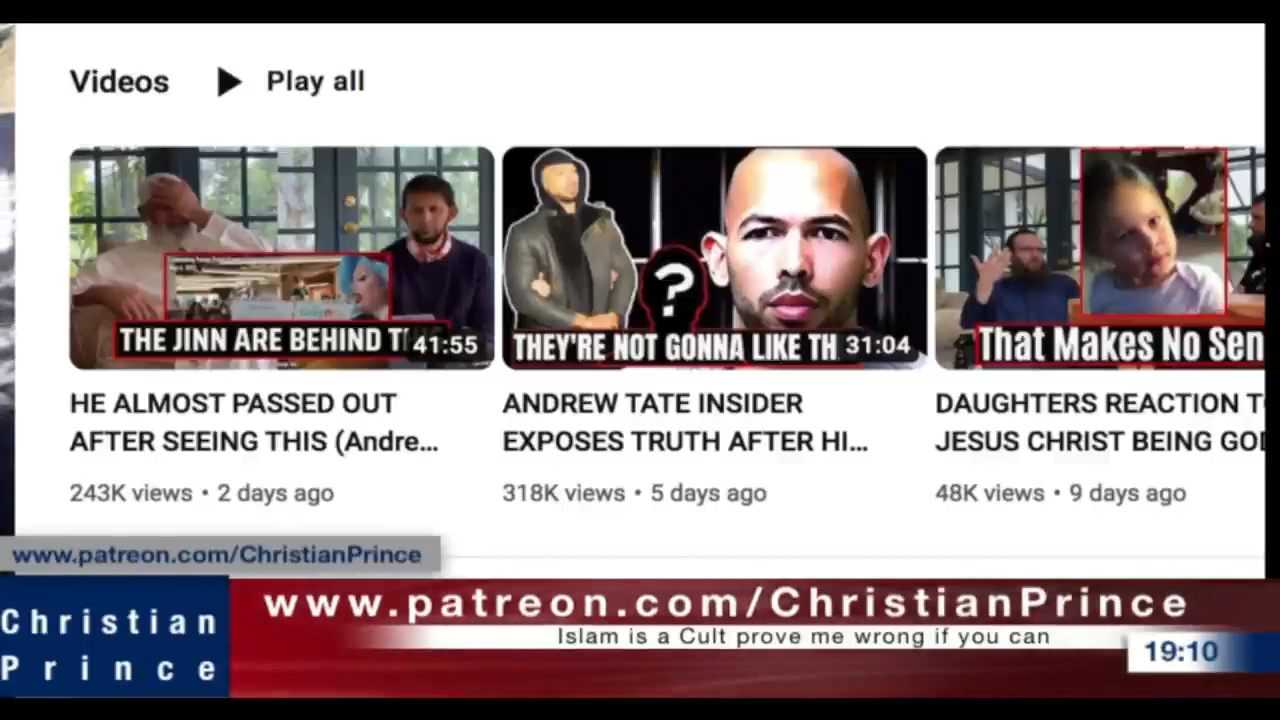 Videos ▶ Play all
THE JINN ARE BEHIND
41:55
THEY'RE NOT GONNA LIKE TH
31:04
That Makes No Sen
HE ALMOST PASSED OUT
AFTER SEEING THIS (Andre...
243K views • 2 days ago
ANDREW TATE INSIDER
EXPOSES TRUTH AFTER HI...
318K views • 5 days ago
DAUGHTERS REACTION T
JESUS CHRIST BEING GO
48K views • 9 days ago
www.patreon.com/ChristianPrince
Christian
Prince
www.patreon.com/ChristianPrince
Islam is a Cult prove me wrong if you can
19:10